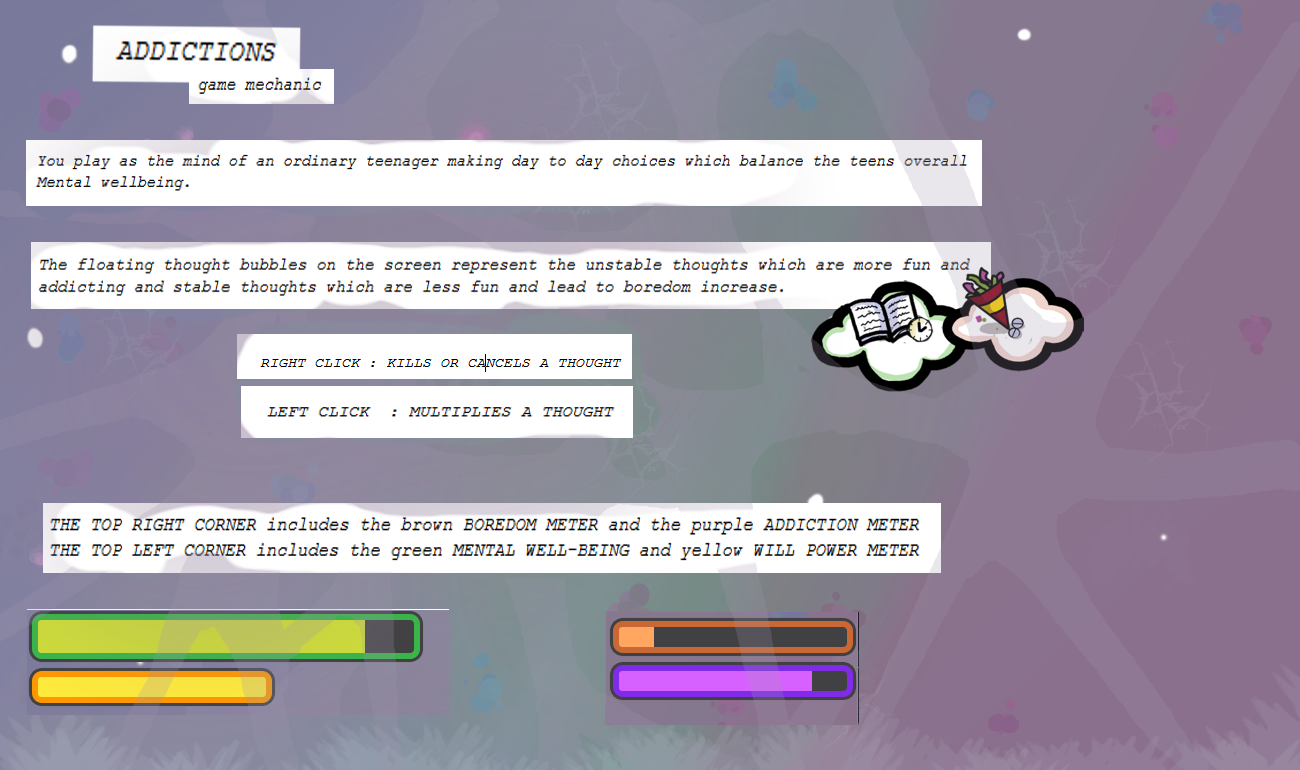 ADDICTIONS
game mechanic
You play as the mind of an ordinary teenager making day to day choices which balance the teens overall
Mental wellbeing.
The floating thought bubbles on the screen represent the unstable thoughts which are more fun and
addicting and stable thoughts which are less fun and lead to boredom increase.
RIGHT CLICK : KILLS OR CANCELS A THOUGHT
LEFT CLICK : MULTIPLIES A THOUGHT
THE TOP RIGHT CORNER includes the brown BOREDOM METER and the purple ADDICTION METER
THE TOP LEFT CORNER includes the green MENTAL WELL-BEING and yellow WILL POWER METER